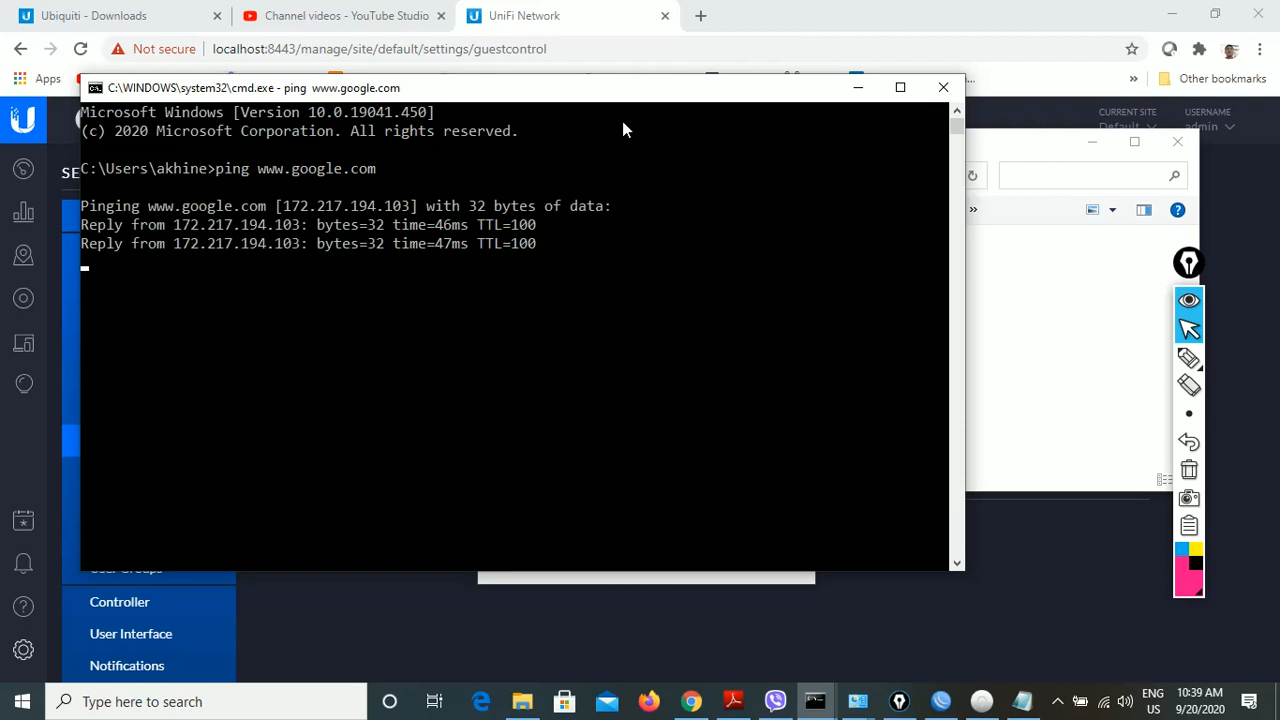 Ubiquiti - Downloads
Channel videos - YouTube Studio
UniFi Network
Not secure
localhost:8443/manage/site/default/settings/guestcontrol
Apps
Other bookmarks
C:\WINDOWS\system32\cmd.exe - ping www.google.com
Microsoft Windows [Version 10.0.19041.450]
(c) 2020 Microsoft Corporation. All rights reserved.
C:\Users\akhine>ping www.google.com
Pinging www.google.com [172.217.194.103] with 32 bytes of data:
Reply from 172.217.194.103: bytes=32 time=46ms TTL=100
Reply from 172.217.194.103: bytes=32 time=47ms TTL=100
CURRENT SITE
Default
USERNAME
admin
SE
User Groups
Controller
User Interface
Notifications
Type here to search
ENG
US
10:39 AM
9/20/2020